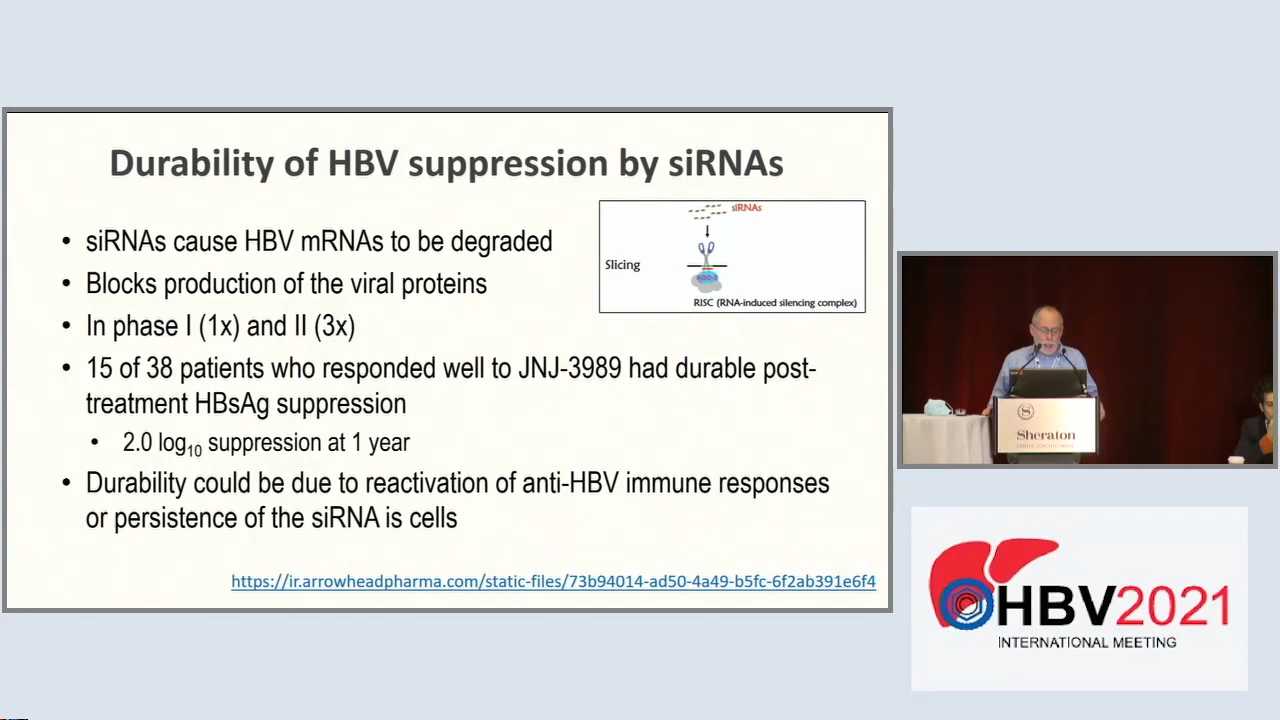 Durability of HBV suppression by siRNAs
• siRNAs cause HBV mRNAs to be degraded
• Blocks production of the viral proteins
• In phase I (1x) and II (3x)
• 15 of 38 patients who responded well to JNJ-3989 had durable post-
treatment HBsAg suppression
• 2.0 log10 suppression at 1 year
• Durability could be due to reactivation of anti-HBV immune responses
or persistence of the siRNA is cells
siRNAs
Slicing
RISC (RNA-induced silencing complex)
https://ir.arrowheadpharma.com/static-files/73b94014-ad50-4a49-b5fc-6f2ab391e6f4
Sheraton
HBV2021
INTERNATIONAL MEETING